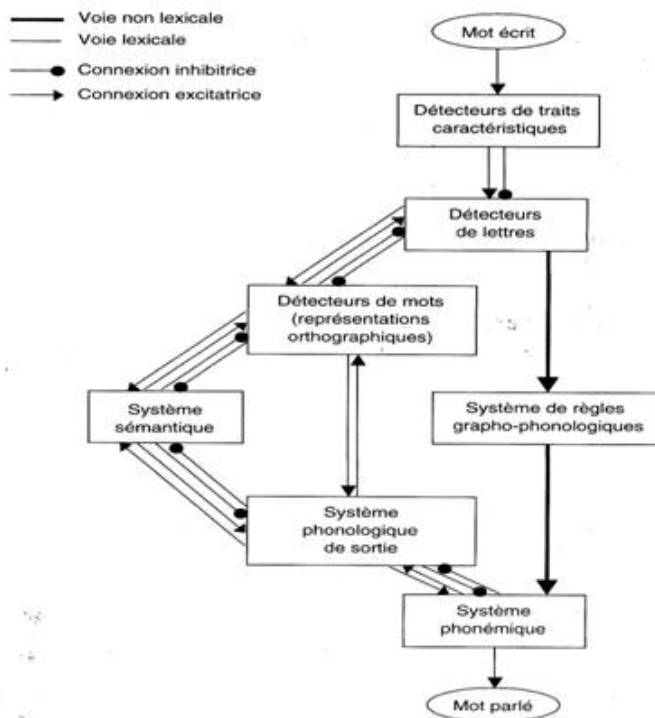 Voie non lexicale
Voie lexicale
Connexion inhibitrice
Connexion excitatrice
Mot écrit
Détecteurs de traits
caractéristiques
Détecteurs
de lettres
Détecteurs de mots
(représentations
orthographiques)
Système
sémantique
Système de règles
grapho-phonologiques
Système
phonologique
de sortie
Système
phonémique
Mot parlé